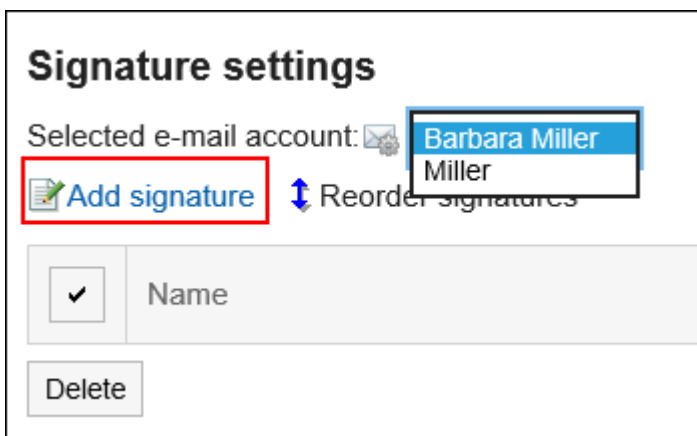 Signature settings
Selected e-mail account: Barbara Miller
Miller
Add signature Reorder signatures
Name
Delete